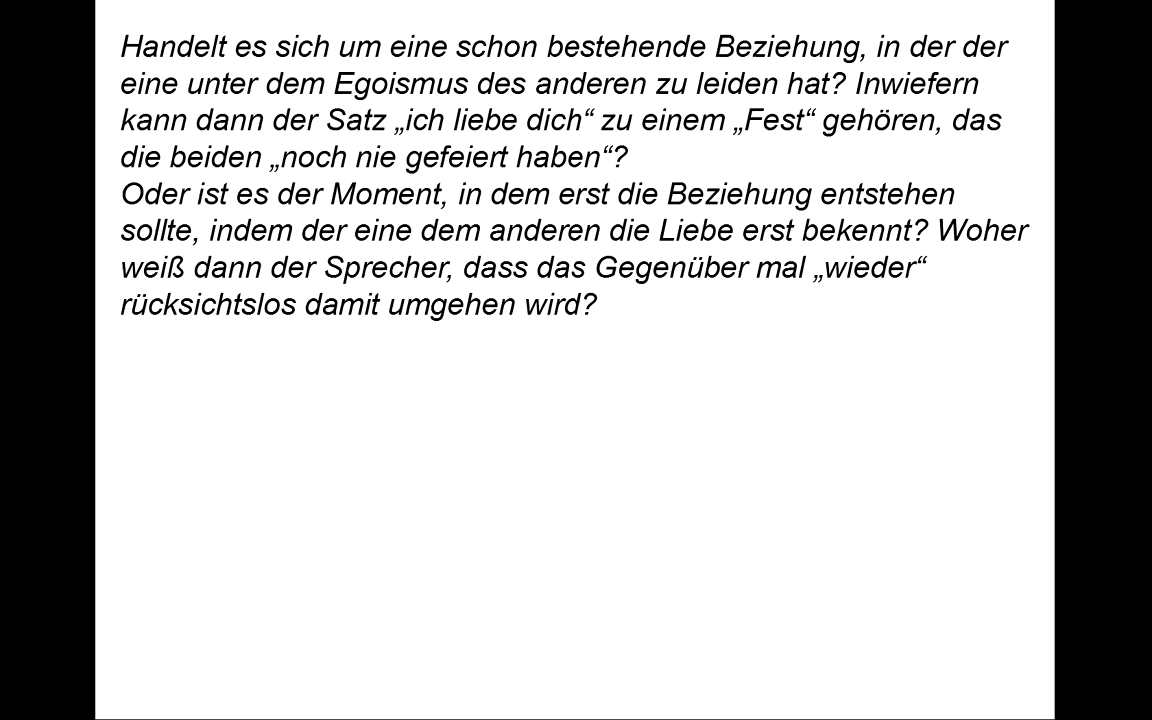 Handelt es sich um eine schon bestehende Beziehung, in der der
eine unter dem Egoismus des anderen zu leiden hat? Inwiefern
kann dann der Satz „ich liebe dich“ zu einem „Fest“ gehören, das
die beiden „noch nie gefeiert haben“?
Oder ist es der Moment, in dem erst die Beziehung entstehen
sollte, indem der eine dem anderen die Liebe erst bekennt? Woher
weiß dann der Sprecher, dass das Gegenüber mal „wieder“
rücksichtslos damit umgehen wird?